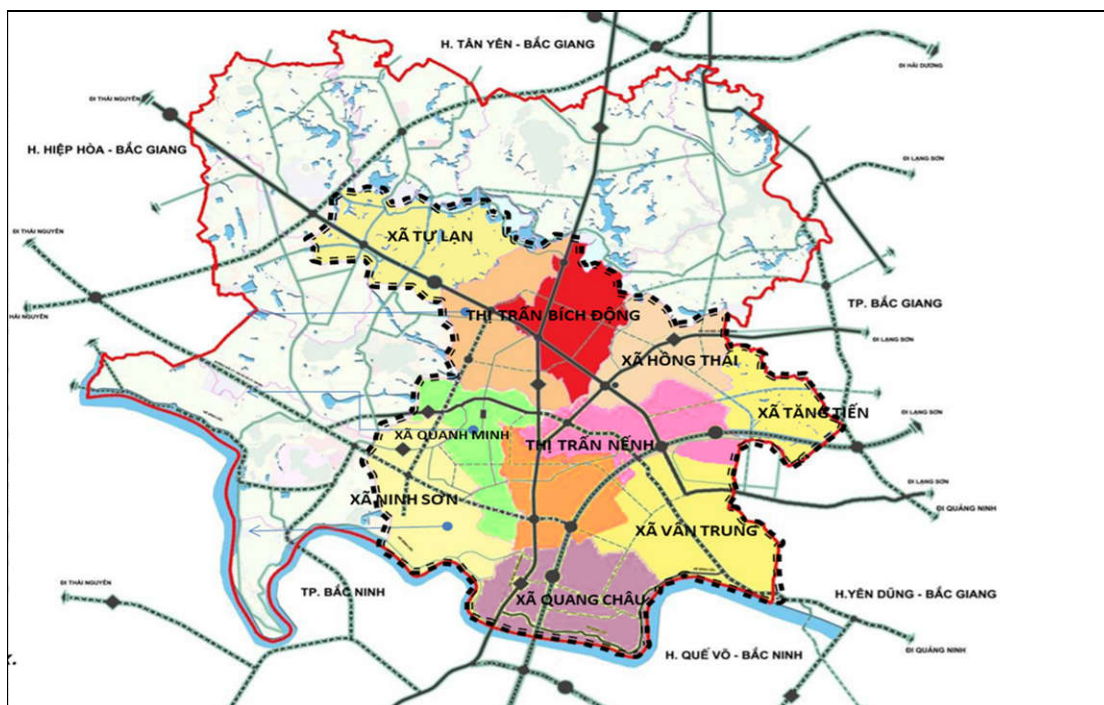 H. TÂN YÊN - BẮC GIANG
ĐI HẢI DƯƠNG
ĐI THÁI NGUYÊN
H. HIỆP HÒA - BẮC GIANG
ĐI LẠNG SƠN
ĐI THÁI NGUYÊN
XÃ TỰ LẠN
TP. BẮC GIANG
THỊ TRẤN BÍCH ĐỘNG
THÁI NGUYÊN
ĐI LẠNG SƠN
XÃ HỒNG THÁI
XÃ TĂNG TIẾN
ĐI LẠNG SƠN
XÃ QUANH MINH
THỊ TRẤN NẾNH
ĐI LẠNG SƠN
XÃ NINH SƠN
ĐI QUẢNG NINH
XÃ VÂN TRUNG
ĐI THÁI NGUYÊN
TP. BẮC NINH
XÃ QUANG CHÂU
H.YÊN DŨNG - BẮC GIANG
H. QUẾ VÕ - BẮC NINH
ĐI QUẢNG NINH